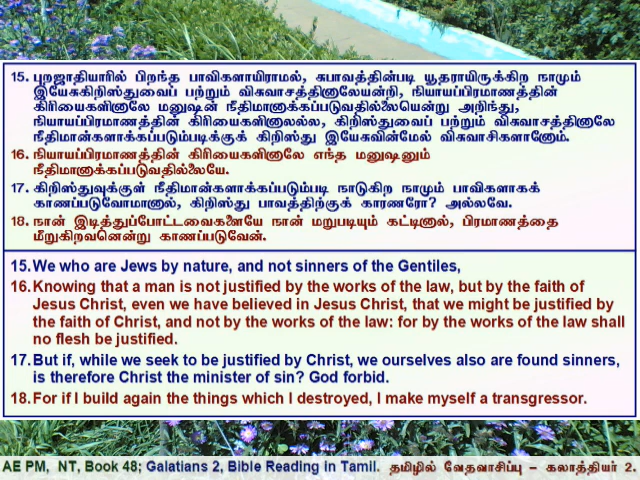 15. புறஜாதியாரில் பிறந்த பாவிகளாயிராமல், சுபாவத்தின்படி யூதராயிருக்கிற நாமும்
இயேசுகிறிஸ்துவைப் பற்றும் விசுவாசத்தினாலேயன்றி, நியாயப்பிரமாணத்தின்
கிரியைகளினாலே மனுஷன் நீதிமானாக்கப்படுவதில்லையென்று அறிந்து,
நியாயப்பிரமாணத்தின் கிரியைகளினாலல்ல, கிறிஸ்துவைப் பற்றும் விசுவாசத்தினாலே
நீதிமான்களாக்கப்படும்படிக்குக் கிறிஸ்து இயேசுவின்மேல் விசுவாசிகளானோம்.
16. நியாயப்பிரமாணத்தின் கிரியைகளினாலே எந்த மனுஷனும்
நீதிமானாக்கப்படுவதில்லையே.
17. கிறிஸ்துவுக்குள் நீதிமான்களாக்கப்படும்படி நாடுகிற நாமும் பாவிகளாகக்
காணப்படுவோமானால், கிறிஸ்து பாவத்திற்குக் காரணரோ? அல்லவே.
18. நான் இடித்துப்போட்டவைகளையே நான் மறுபடியும் கட்டினால், பிரமாணத்தை
மீறுகிறவனென்று காணப்படுவேன்.
15. We who are Jews by nature, and not sinners of the Gentiles,
16. Knowing that a man is not justified by the works of the law, but by the faith of
Jesus Christ, even we have believed in Jesus Christ, that we might be justified by
the faith of Christ, and not by the works of the law: for by the works of the law shall
no flesh be justified.
17. But if, while we seek to be justified by Christ, we ourselves also are found sinners,
is therefore Christ the minister of sin? God forbid.
18. For if I build again the things which I destroyed, I make myself a transgressor.
AE PM, NT, Book 48; Galatians 2, Bible Reading in Tamil. தமிழில் வேதவாசிப்பு – கலாத்தியர் 2.